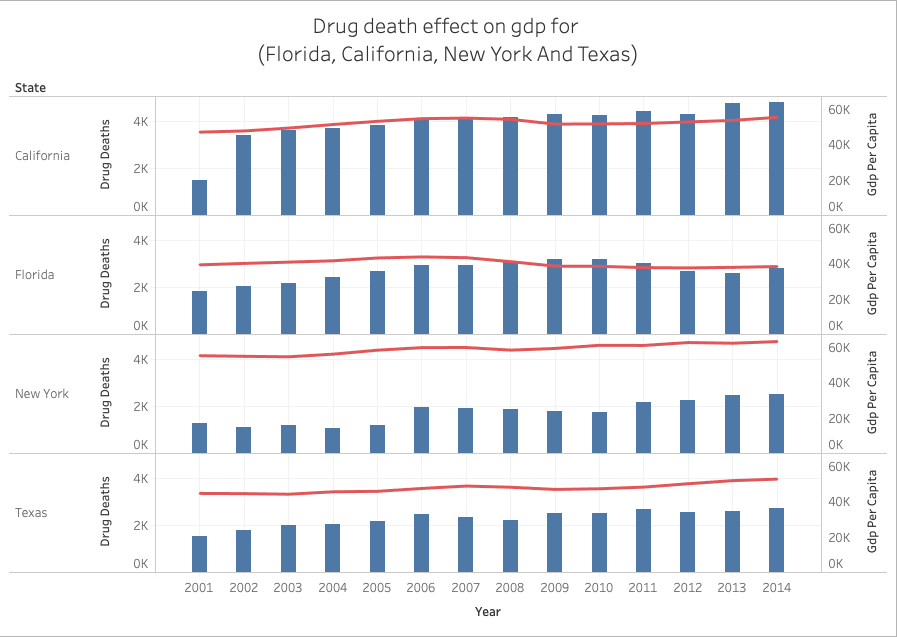 Drug death effect on gdp for
(Florida, California, New York And Texas)
State
California
Drug Deaths
4K
2K
0K
60K
40K
20K
0K
Gdp Per Capita
Florida
Drug Deaths
4K
2K
0K
60K
40K
20K
0K
Gdp Per Capita
New York
Drug Deaths
4K
2K
0K
60K
40K
20K
0K
Gdp Per Capita
Texas
Drug Deaths
4K
2K
0K
60K
40K
20K
0K
Gdp Per Capita
2001 2002 2003 2004 2005 2006 2007 2008 2009 2010 2011 2012 2013 2014
Year